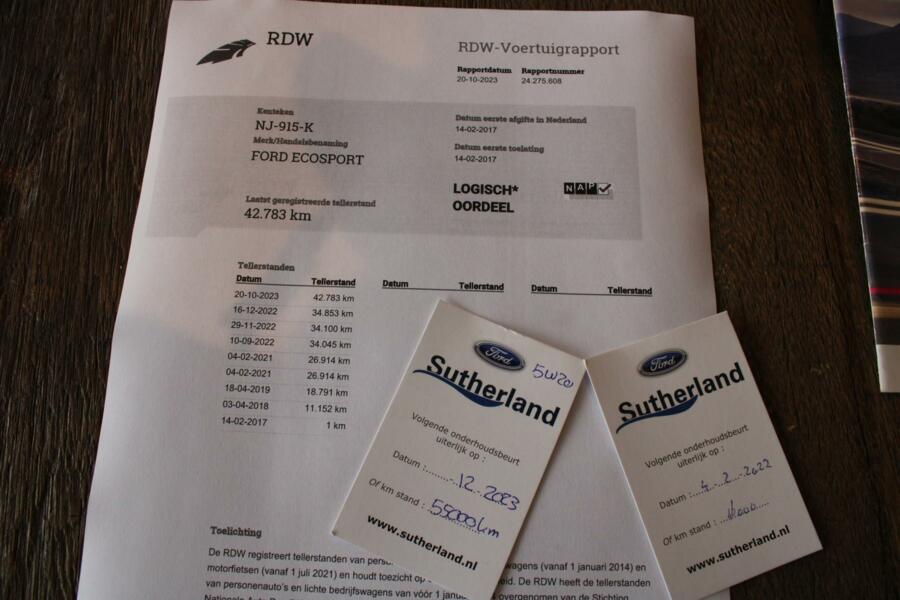 RDW
RDW-Voertuigrapport
Rapportdatum Rapportnummer
20-10-2023 24.275.608
Kenteken
NJ-915-K
Merk/Handelsbenaming
FORD ECOSPORT
Laatst geregistreerde tellerstand
42.783 km
Datum eerste afgifte in Nederland
14-02-2017
Datum eerste toelating
14-02-2017
LOGISCH*
OORDEEL
NAP
Tellerstanden
Datum Tellerstand Datum Tellerstand Datum Tellerstand
20-10-2023 42.783 km
16-12-2022 34.853 km
29-11-2022 34.100 km
10-09-2022 34.045 km
04-02-2021 26.914 km
04-02-2021 26.914 km
18-04-2019 18.791 km
03-04-2018 11.152 km
14-02-2017 1 km
Toelichting
De RDW registreert tellerstanden van wagens (vanaf 1 januari 2014) en
motorfietsen (vanaf 1 juli 2021) en houdt toezicht op de RDW heeft de tellerstanden
van personenauto's en lichte bedrijfswagens van vóór 1 overgenomen van de Stichting
Ford
5W20
Sutherland
Volgende onderhoudsbeurt
uiterlijk op :
Datum : 12-2023
Of km stand : 55000 km
www.sutherland.nl
Ford
Sutherland
Volgende onderhoudsbeurt
uiterlijk op :
Datum : 4-2-2022
Of km stand :
www.sutherland.nl